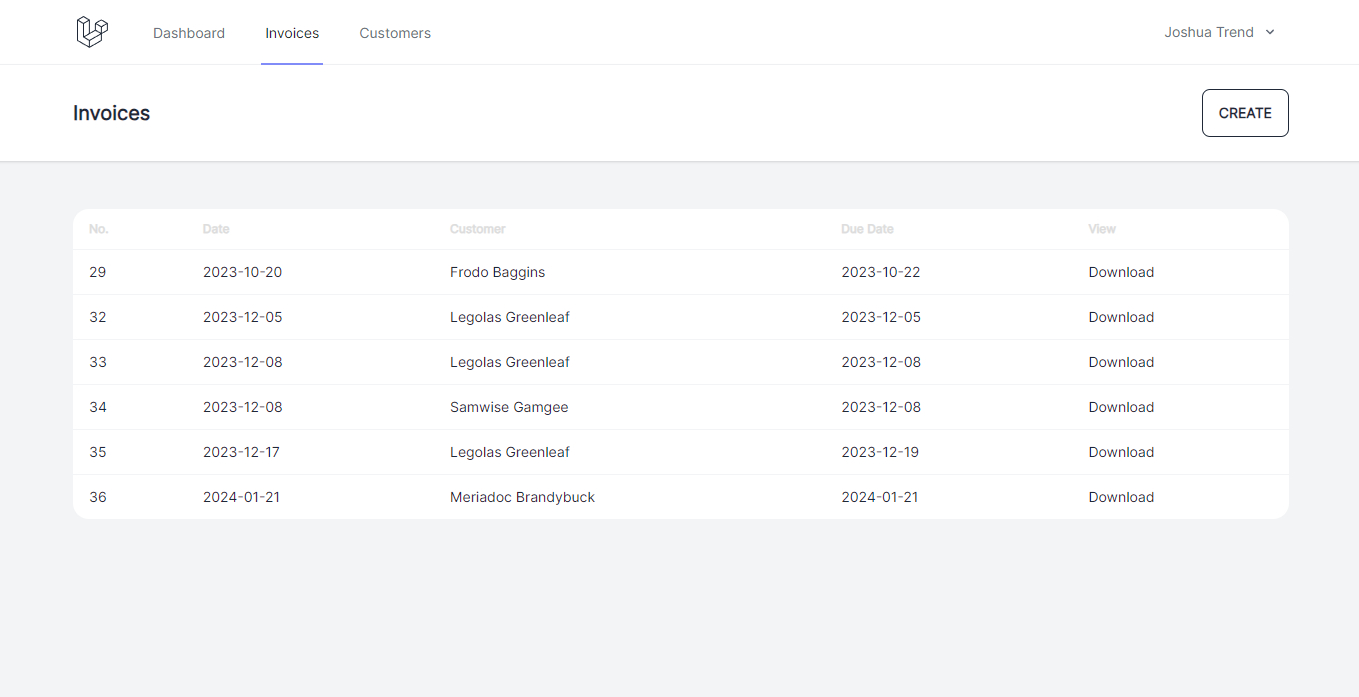 Dashboard Invoices Customers Joshua Trend
Invoices CREATE
No. Date Customer Due Date View
29 2023-10-20 Frodo Baggins 2023-10-22 Download
32 2023-12-05 Legolas Greenleaf 2023-12-05 Download
33 2023-12-08 Legolas Greenleaf 2023-12-08 Download
34 2023-12-08 Samwise Gamgee 2023-12-08 Download
35 2023-12-17 Legolas Greenleaf 2023-12-19 Download
36 2024-01-21 Meriadoc Brandybuck 2024-01-21 Download